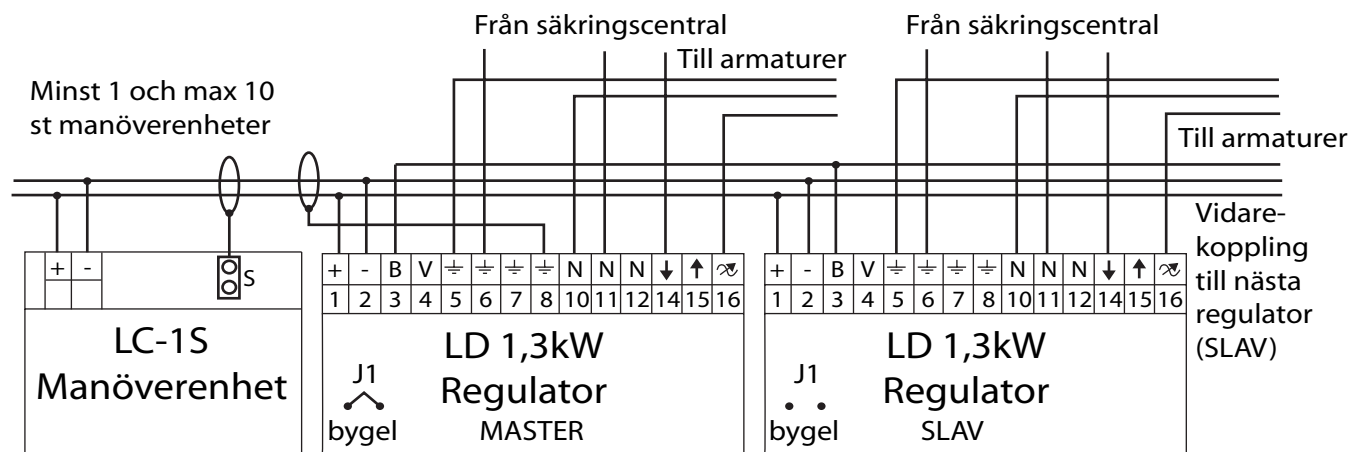 Från säkringscentral
Från säkringscentral
Till armaturer
Minst 1 och max 10
st manöverenheter
Till armaturer
Vidare-
koppling
till nästa
regulator
(SLAV)
+ -
S
LC-1S
Manöverenhet
+ - B V N N N
1 2 3 4 5 6 7 8 10 11 12 14 15 16
LD 1,3kW
Regulator
J1
bygel
MASTER
+ - B V N N N
1 2 3 4 5 6 7 8 10 11 12 14 15 16
LD 1,3kW
Regulator
J1
bygel
SLAV